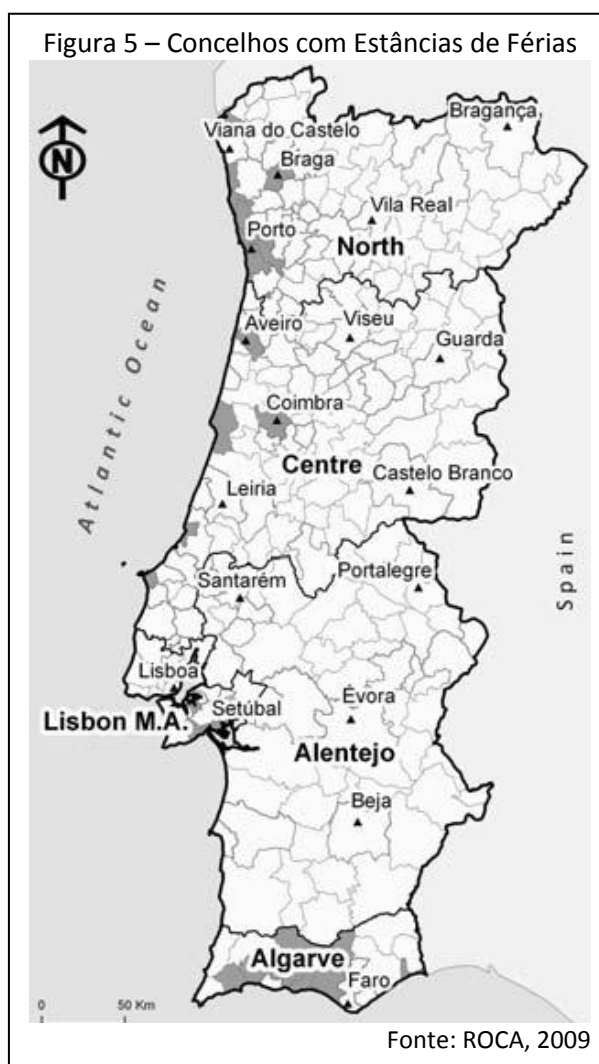 Figura 5 – Concelhos com Estâncias de Férias
Bragança
Viana do Castelo
Braga
N
Vila Real
Porto
North
Atlantic Ocean
Aveiro
Viseu
Guarda
Coimbra
Centre
Castelo Branco
Leiria
Spain
Santarém
Portalegre
Lisboa
Évora
Setúbal
Lisbon M.A.
Alentejo
Beja
Algarve
Faro
0 50 Km
Fonte: ROCA, 2009